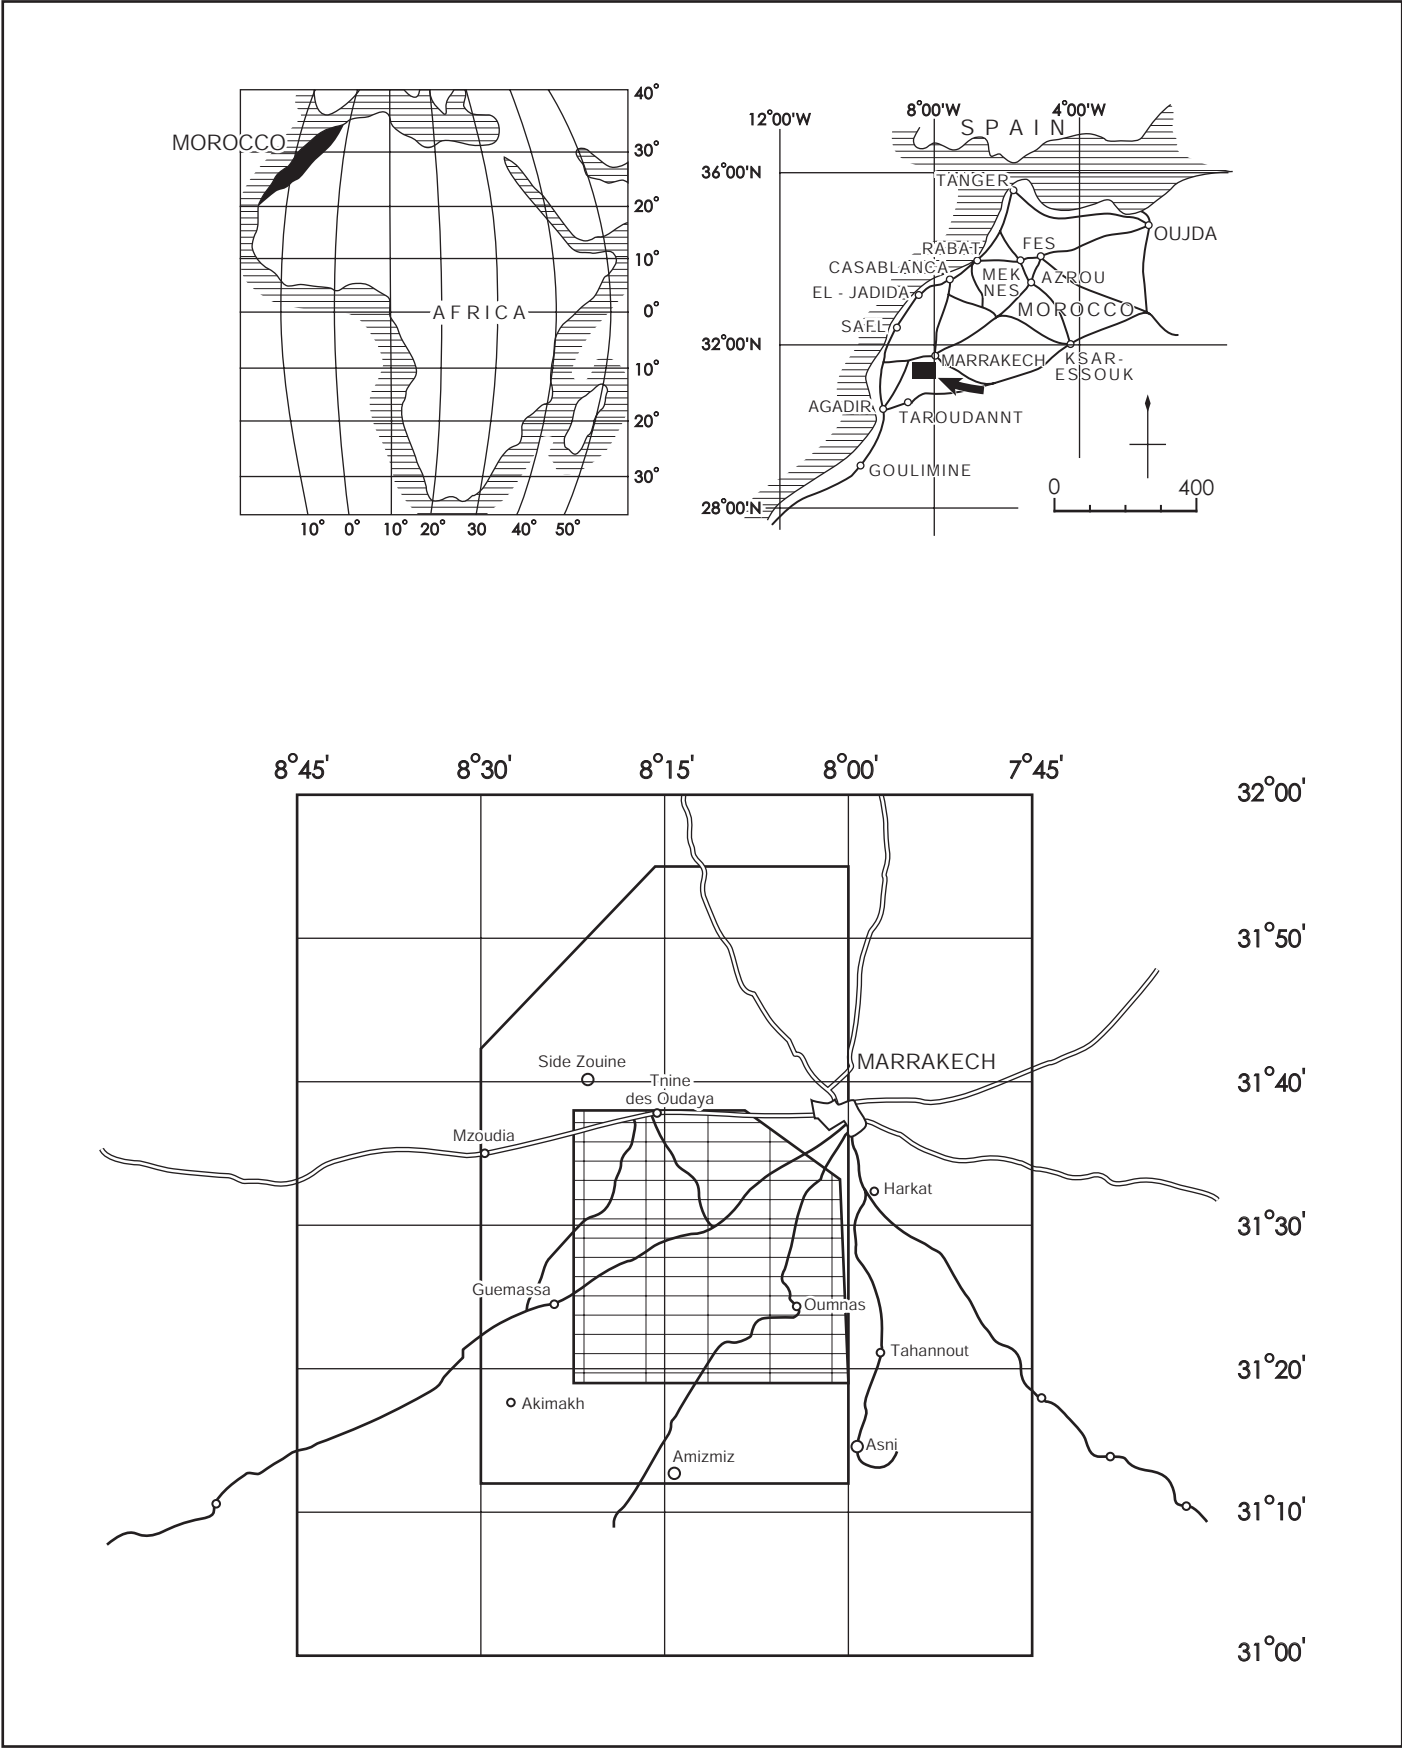 MOROCCO
40°
30°
20°
10°
0°
10°
20°
30°
AFRICA
10° 0° 10° 20° 30 40° 50°
12°00'W
8°00'W
4°00'W
SPAIN
36°00'N
TANGER
OUJDA
RABAT
FES
CASABLANCA
MEK
NES
AZROU
EL - JADIDA
MOROCCO
SAFL
32°00'N
MARRAKECH
KSAR-
ESSOUK
AGADIR
TAROUDANNT
GOULIMINE
28°00'N
0 400
8°45' 8°30' 8°15' 8°00' 7°45'
32°00'
31°50'
Side Zouine
MARRAKECH
31°40'
Tnine
des Oudaya
Mzoudia
Harkat
31°30'
Guemassa
Oumnas
Tahannout
31°20'
Akimakh
Asni
Amizmiz
31°10'
31°00'